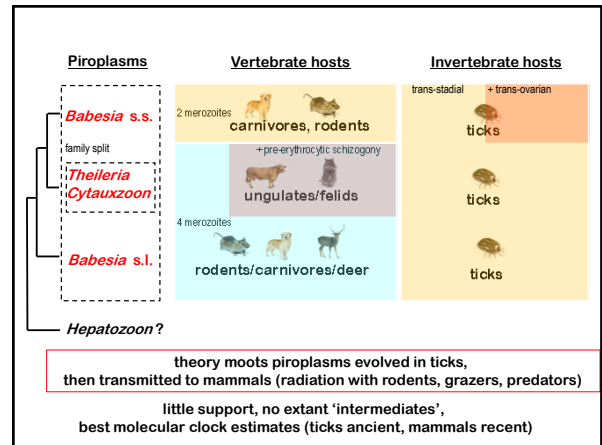 Piroplasms
Vertebrate hosts
Invertebrate hosts
trans-stadial
+ trans-ovarian
Babesia s.s.
2 merozoites
carnivores, rodents
ticks
family split
+pre-erythrocytic schizogony
Theileria
Cytauxzoon
ungulates/felids
ticks
4 merozoites
Babesia s.l.
rodents/carnivores/deer
ticks
Hepatozoon?
theory moots piroplasms evolved in ticks,
then transmitted to mammals (radiation with rodents, grazers, predators)
little support, no extant ‘intermediates’,
best molecular clock estimates (ticks ancient, mammals recent)